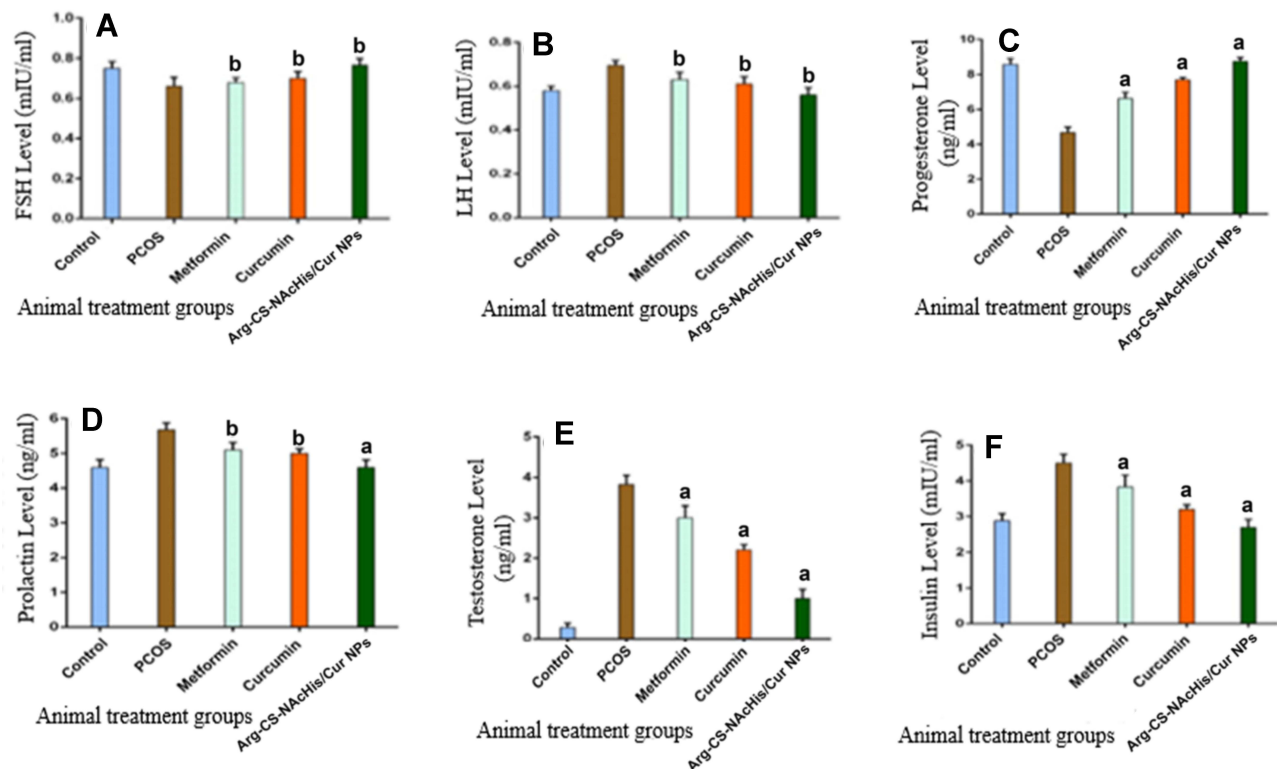 A
FSH Level (mIU/ml)
1.0
0.8
0.6
0.4
0.2
0.0
b
b
b
Control
PCOS
Metformin
Curcumin
Arg-CS-NAcHis/Cur NPs
Animal treatment groups
B
LH Level (mIU/ml)
0.8
0.6
0.4
0.2
0.0
b
b
b
Control
PCOS
Metformin
Curcumin
Arg-CS-NAcHis/Cur NPs
Animal treatment groups
C
Progesterone Level
(ng/ml)
10
8
6
4
2
0
a
a
a
Control
PCOS
Metformin
Curcumin
Arg-CS-NAcHis/Cur NPs
Animal treatment groups
D
Prolactin Level (ng/ml)
6
5
4
3
2
1
0
b
b
a
Control
PCOS
Metformin
Curcumin
Arg-CS-NAcHis/Cur NPs
Animal treatment groups
E
Testosterone Level
(ng/ml)
5
4
3
2
1
0
a
a
a
Control
PCOS
Metformin
Curcumin
Arg-CS-NAcHis/Cur NPs
Animal treatment groups
F
Insulin Level (mIU/ml)
5
4
3
2
1
0
a
a
a
Control
PCOS
Metformin
Curcumin
Arg-CS-NAcHis/Cur NPs
Animal treatment groups